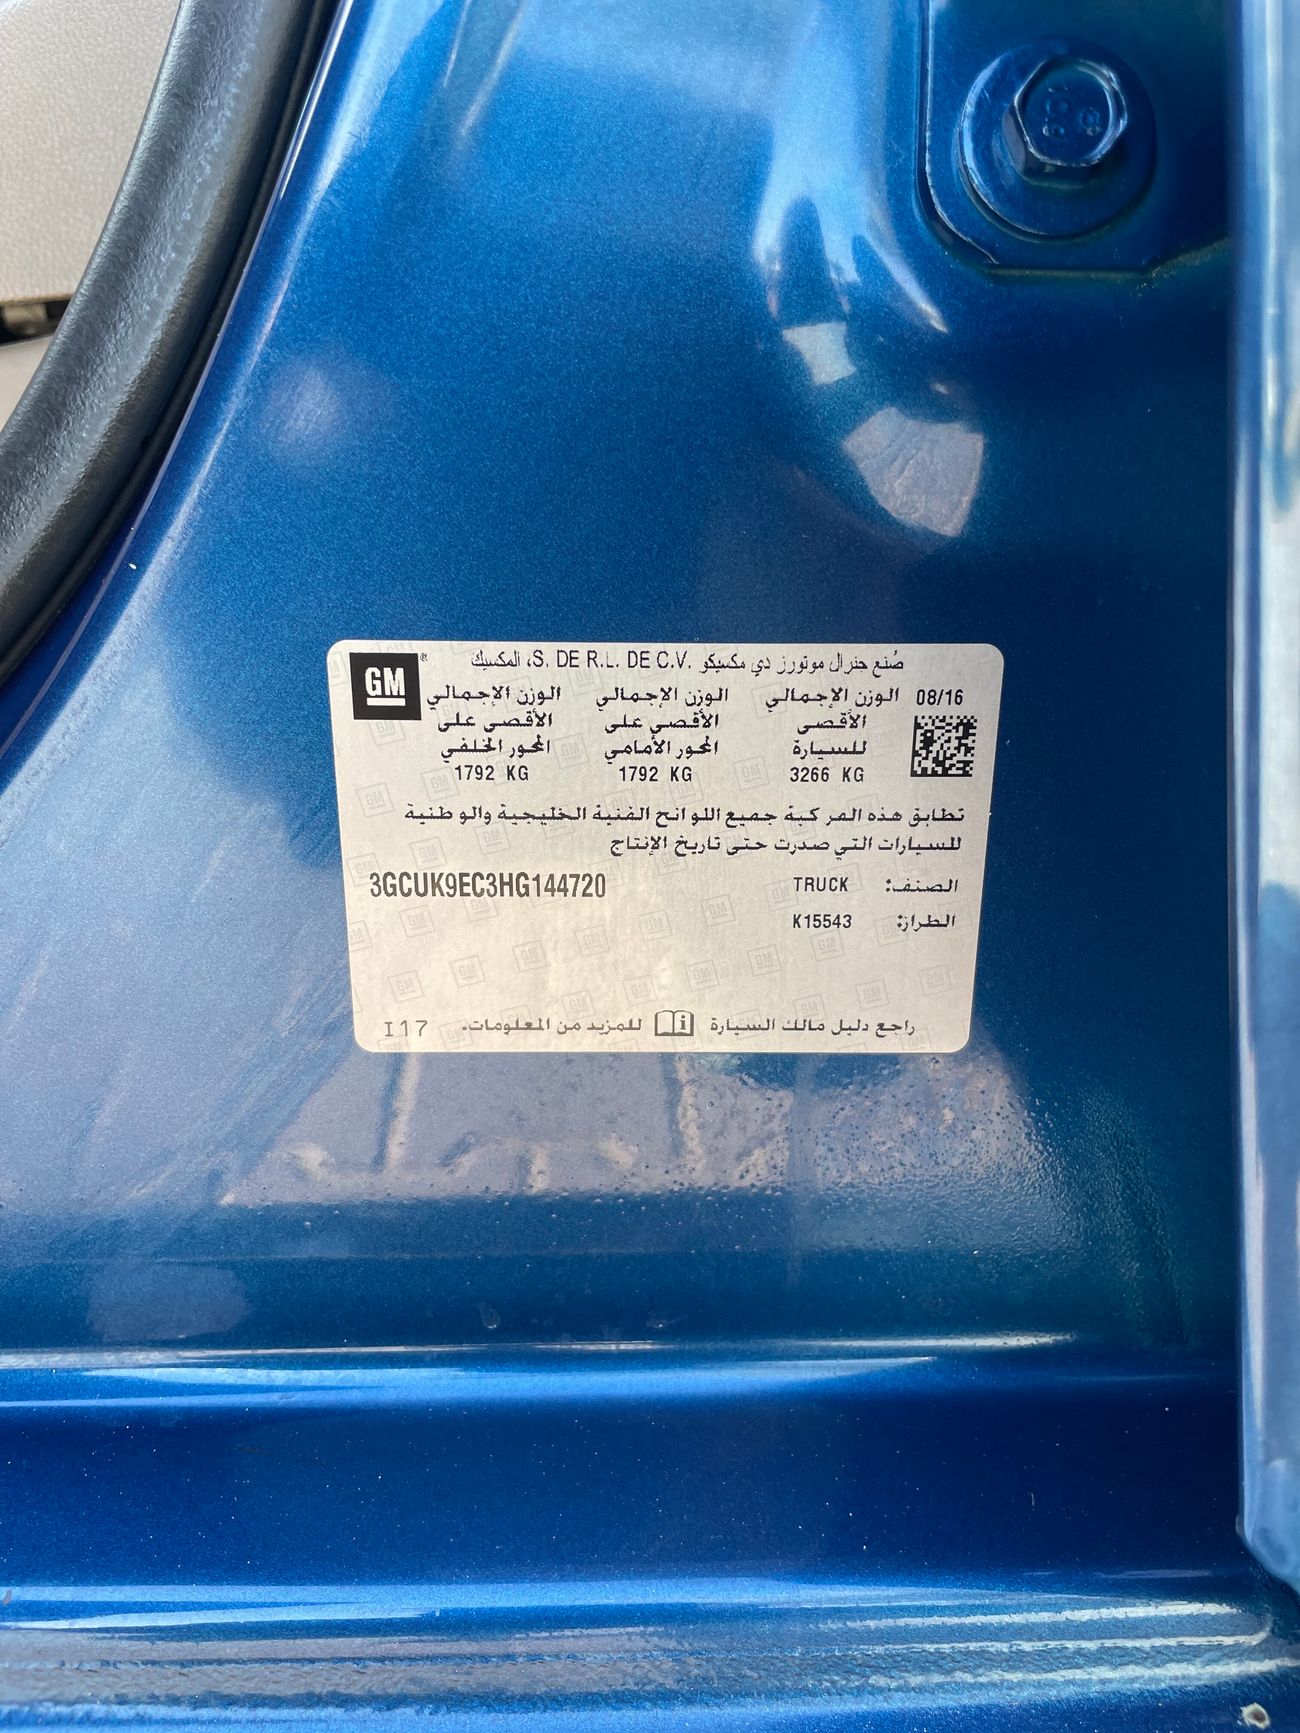 GM®
صُنع جنرال موتورز دي مكسيكو S. DE R.L. DE C.V.، المكسيك
08/16
الوزن الإجمالي الوزن الإجمالي الوزن الإجمالي
الأقصى الأقصى على الأقصى على
للسيارة المحور الأمامي المحور الخلفي
3266 KG 1792 KG 1792 KG
تطابق هذه المركبة جميع اللوائح الفنية الخليجية والوطنية
للسيارات التي صدرت حتى تاريخ الإنتاج
الصنف: TRUCK 3GCUK9EC3HG144720
الطراز: K15543
راجع دليل مالك السيارة للمزيد من المعلومات.
I17